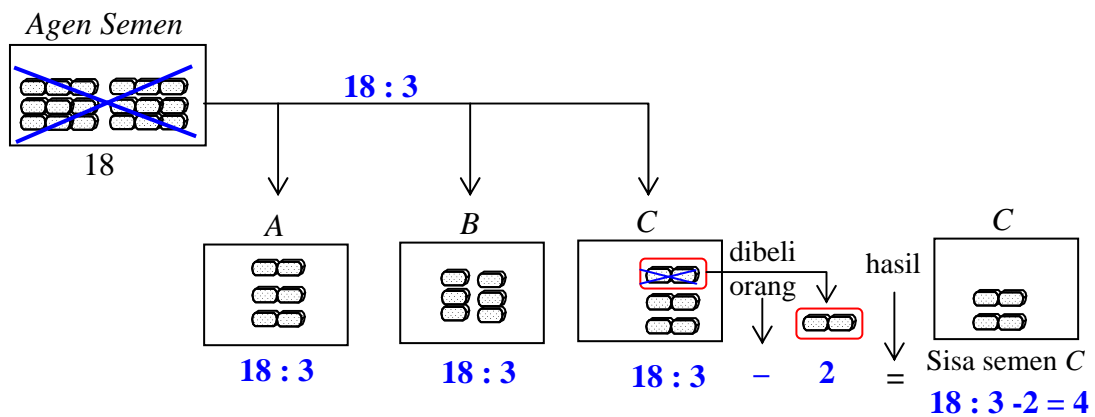 Agen Semen
18 : 3
18
A
B
C
C
dibeli
orang
hasil
18 : 3
18 : 3
18 : 3
–
2
=
Sisa semen C
18 : 3 -2 = 4